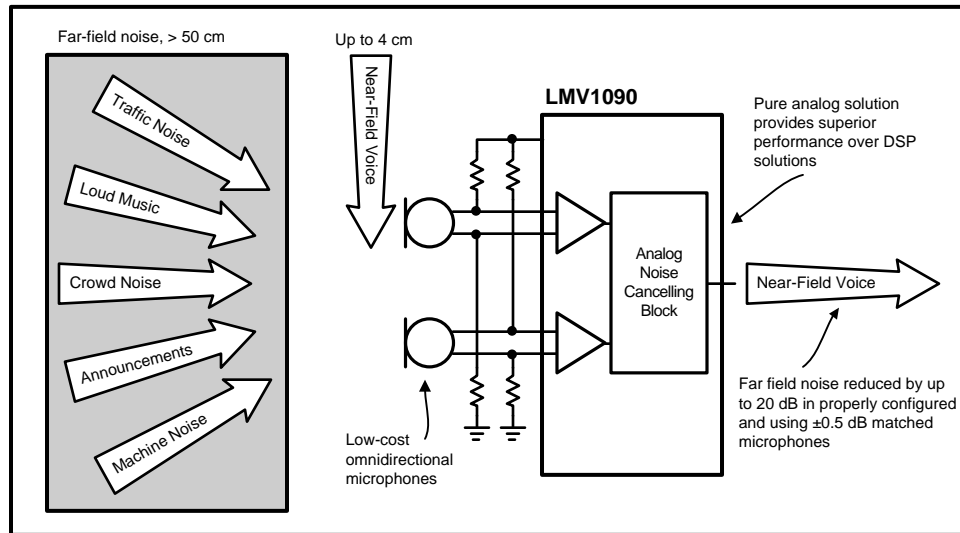 Far-field noise, > 50 cm
Traffic Noise
Loud Music
Crowd Noise
Announcements
Machine Noise
Up to 4 cm
Near-Field Voice
Low-cost
omnidirectional
microphones
LMV1090
Analog
Noise
Cancelling
Block
Pure analog solution
provides superior
performance over DSP
solutions
Near-Field Voice
Far field noise reduced by up
to 20 dB in properly configured
and using ±0.5 dB matched
microphones